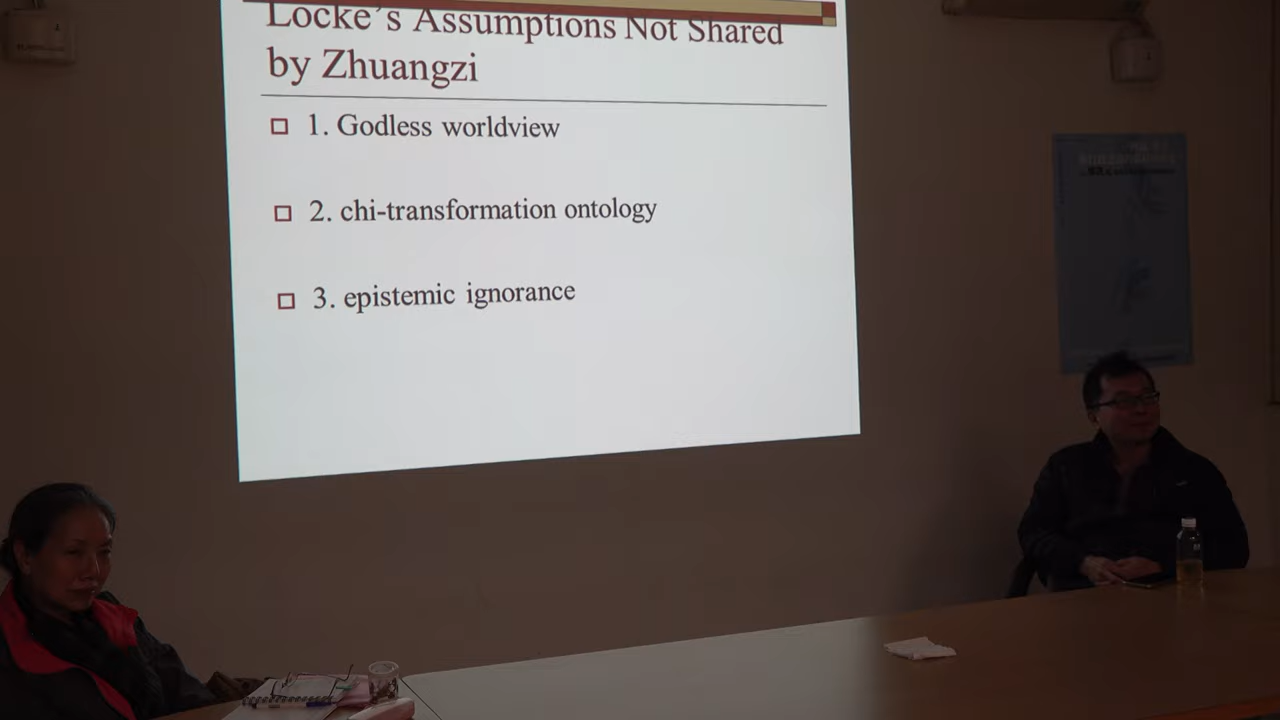 Locke's Assumptions Not Shared
by Zhuangzi
1. Godless worldview
2. chi-transformation ontology
3. epistemic ignorance